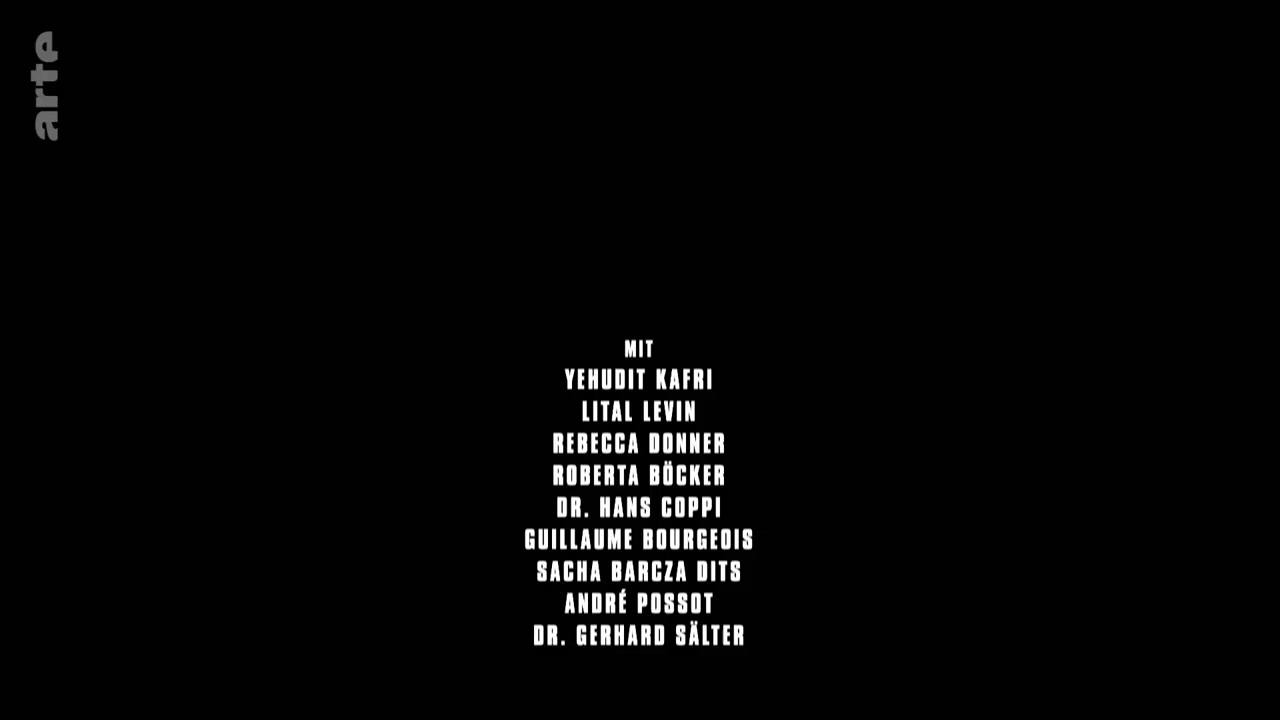 arte
MIT
YEHUDIT KAFRI
LITAL LEVIN
REBECCA DONNER
ROBERTA BÖCKER
DR. HANS COPPI
GUILLAUME BOURGEOIS
SACHA BARCZA DITS
ANDRÉ POSSOT
DR. GERHARD SÄLTER